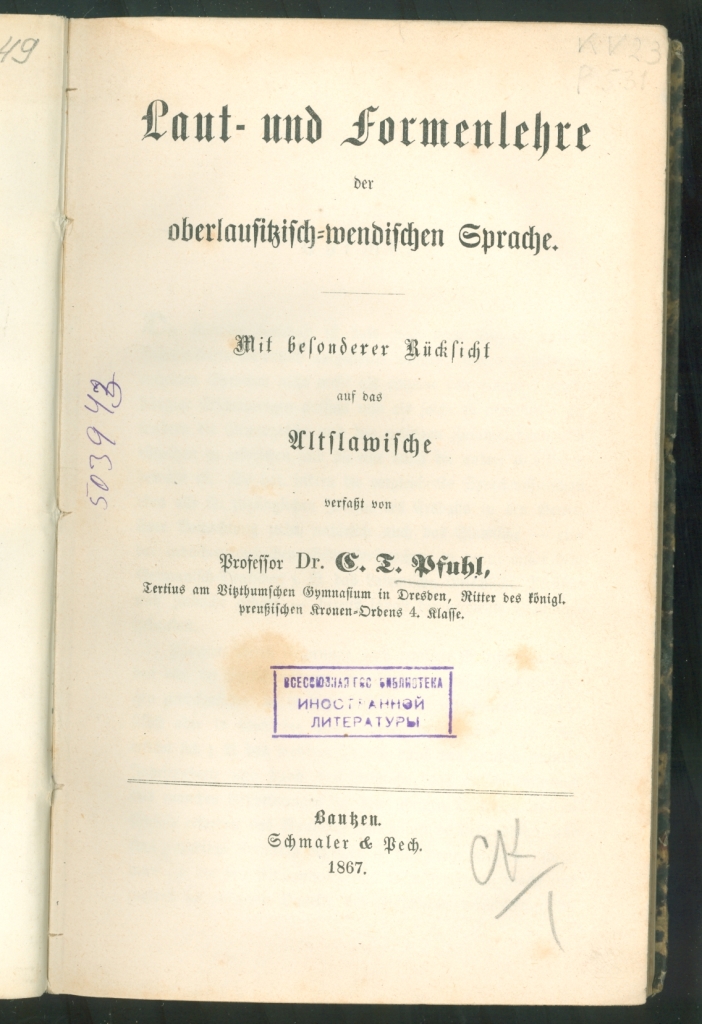 49
Laut- und Formenlehre
der
oberlausitzisch-wendischen Sprache.
Mit besonderer Rücksicht
auf das
Altslawische
verfaßt von
Professor Dr. C. T. Pfuhl,
Tertius am Vitzthumschen Gymnasium in Dresden, Ritter des königl.
preußischen Kronen-Ordens 4. Klasse.
ВСЕСОЮЗНАЯ ГОС БИБЛИОТЕКА
ИНОСТРАННОЙ
ЛИТЕРАТУРЫ
Bautzen.
Schmaler & Pech.
1867.